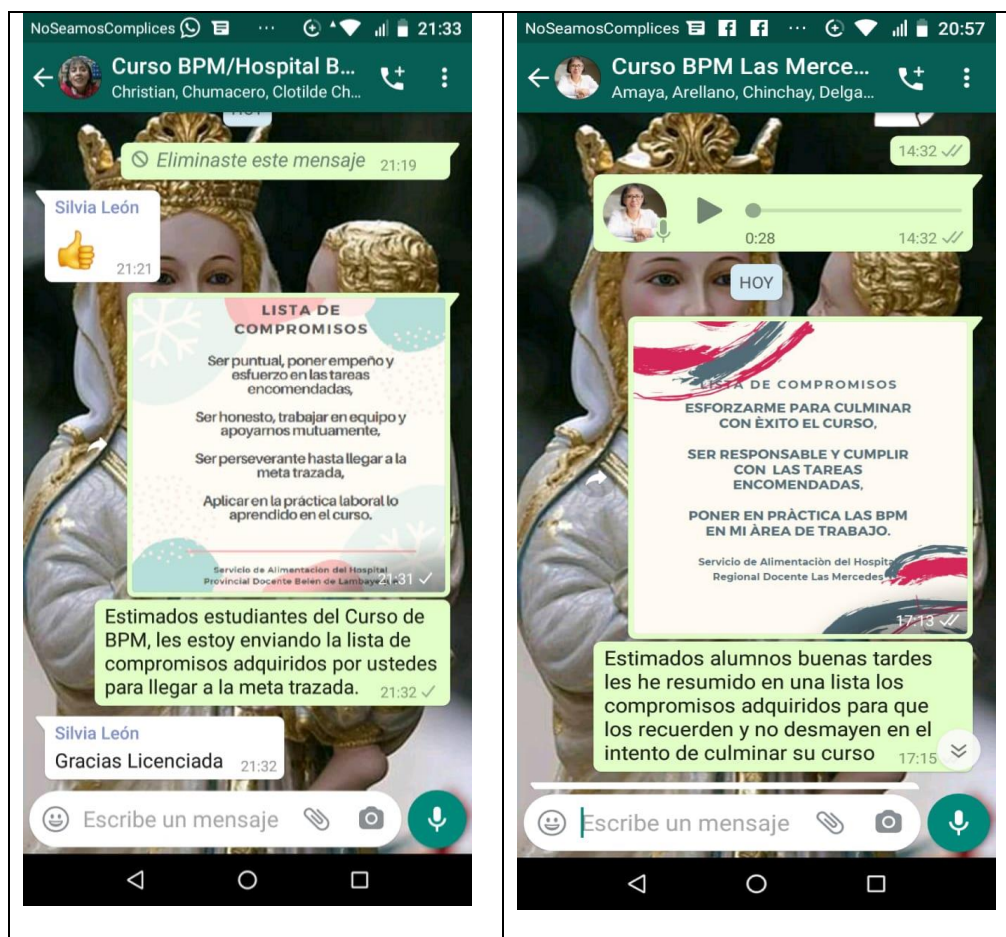 NoSeamosComplices ... 21:33
Curso BPM/Hospital B...
Christian, Chumacero, Clotilde Ch...
Eliminaste este mensaje 21:19
Silvia León
21:21
LISTA DE
COMPROMISOS
Ser puntual, poner empeño y
esfuerzo en las tareas
encomendadas,
Ser honesto, trabajar en equipo y
apoyarnos mutuamente,
Ser perseverante hasta llegar a la
meta trazada,
Aplicar en la práctica laboral lo
aprendido en el curso.
Servicio de Alimentaciòn del Hospital
Provincial Docente Belén de
21:31
Estimados estudiantes del Curso de
BPM, les estoy enviando la lista de
compromisos adquiridos por ustedes
para llegar a la meta trazada. 21:32
Silvia León
Gracias Licenciada 21:32
Escribe un mensaje
NoSeamosComplices ... 20:57
Curso BPM Las Merce...
Amaya, Arellano, Chinchay, Delga...
14:32
0:28 14:32
HOY
LISTA DE COMPROMISOS
ESFORZARME PARA CULMINAR
CON ÈXITO EL CURSO,
SER RESPONSABLE Y CUMPLIR
CON LAS TAREAS
ENCOMENDADAS,
PONER EN PRÀCTICA LAS BPM
EN MI ÀREA DE TRABAJO.
Servicio de Alimentaciòn del Hospital
Regional Docente Las Mercedes
17:13
Estimados alumnos buenas tardes
les he resumido en una lista los
compromisos adquiridos para que
los recuerden y no desmayen en el
intento de culminar su curso 17:15
Escribe un mensaje